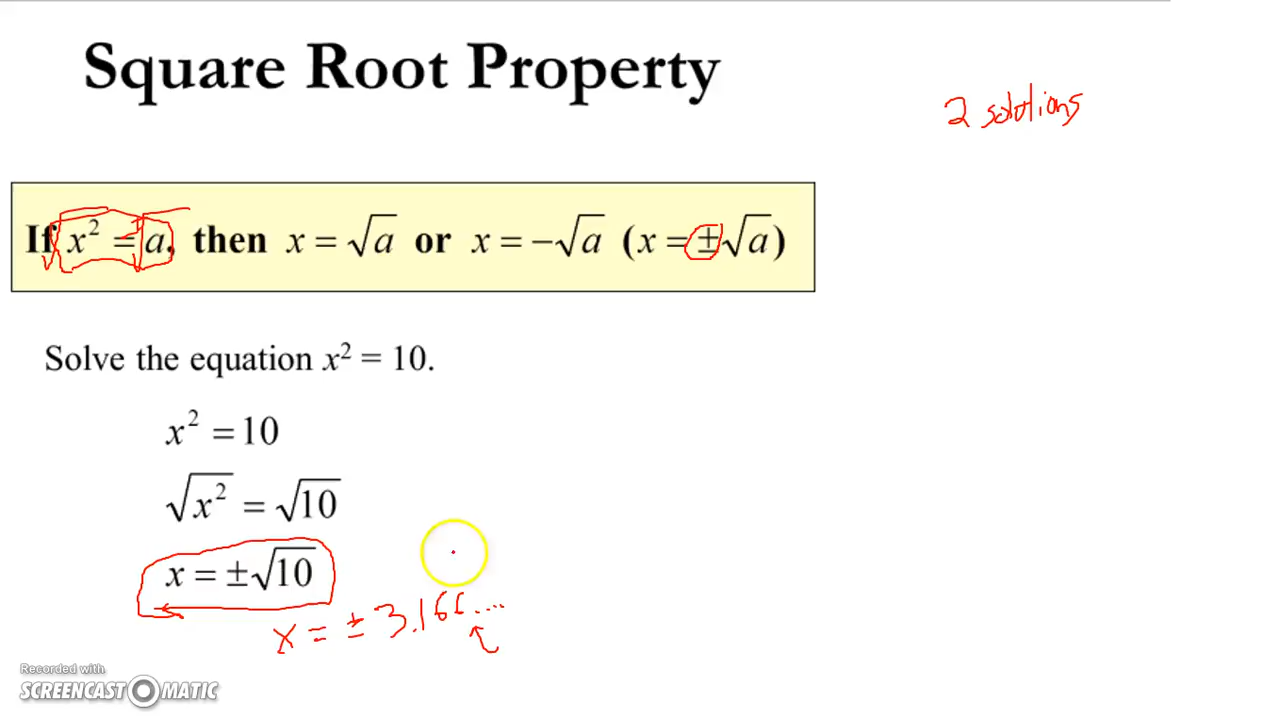 Square Root Property
2 solutions
If x² = a, then x = √a or x = −√a (x = ±√a)
Solve the equation x² = 10.
x² = 10
√x² = √10
x = ±√10
x = ± 3.166....
Recorded with
SCREENCAST MATIC